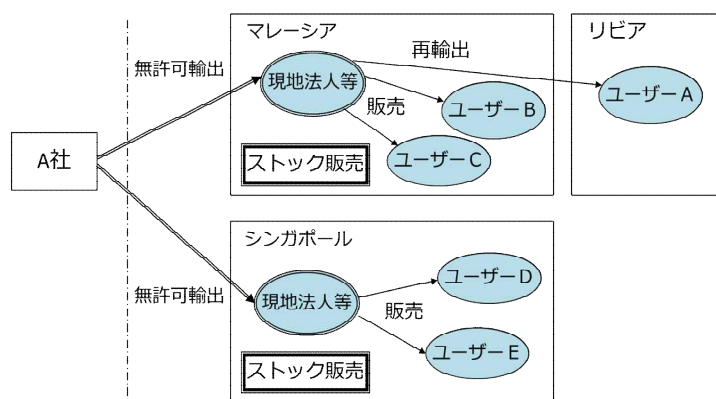 マレーシア
リビア
無許可輸出
現地法人等
再輸出
ユーザーA
販売
ユーザーB
A社
ストック販売
ユーザーC
シンガポール
無許可輸出
現地法人等
ユーザーD
販売
ユーザーE
ストック販売